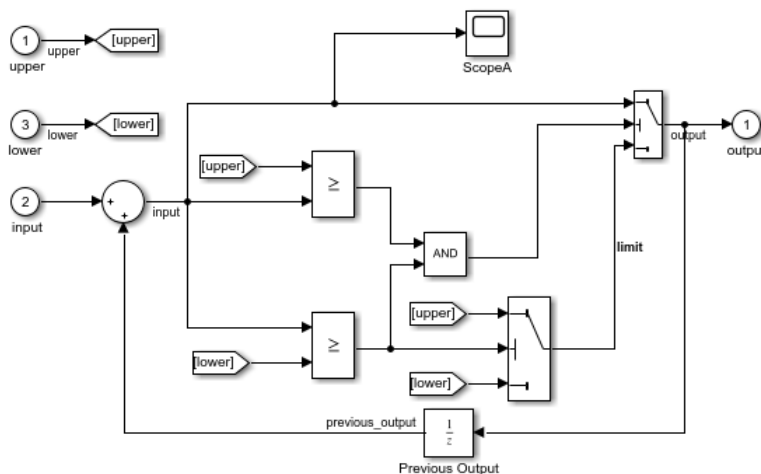 1
upper
upper
[upper]
ScopeA
3
lower
lower
[lower]
output
1
output
[upper]
≥
2
input
+
+
input
AND
limit
[upper]
[lower]
≥
[lower]
previous_output
1
z
Previous Output